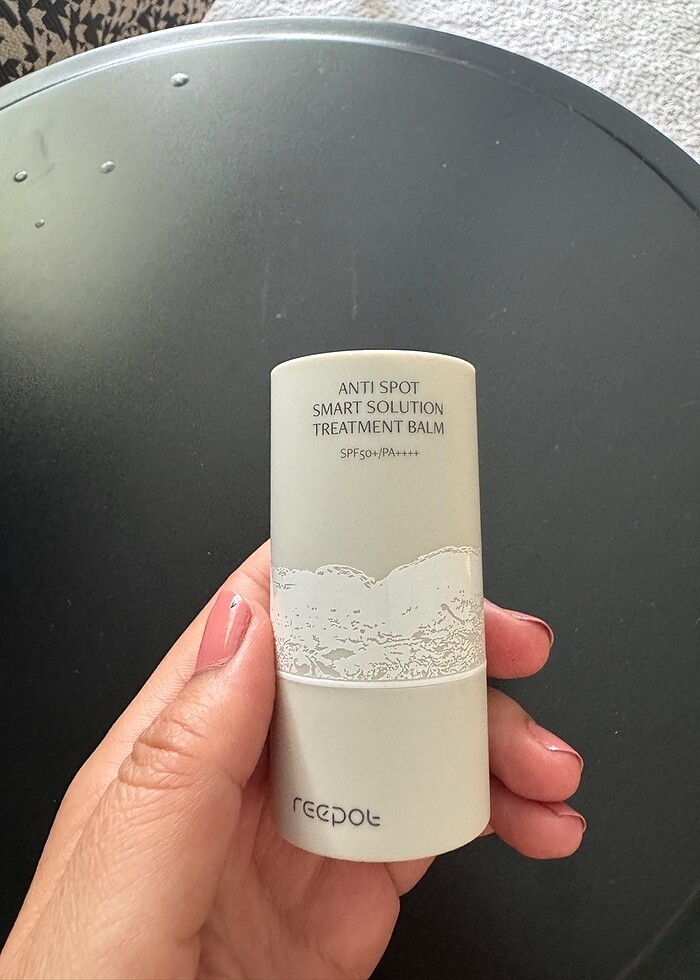 ANTI SPOT
SMART SOLUTION
TREATMENT BALM
SPF50+/PA++++
reepot